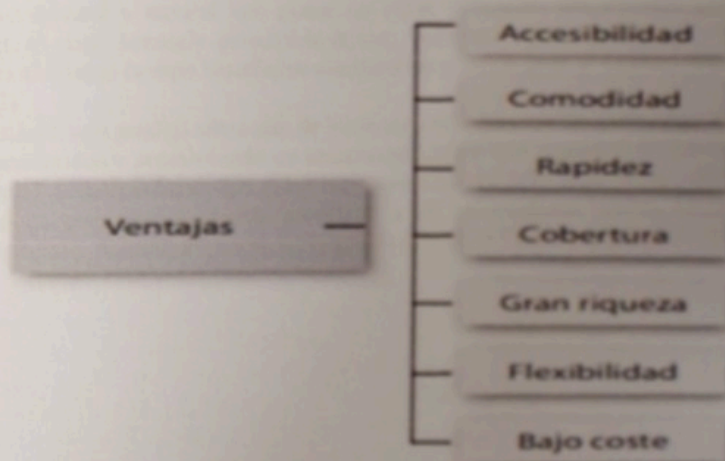 Ventajas
Accesibilidad
Comodidad
Rapidez
Cobertura
Gran riqueza
Flexibilidad
Bajo coste